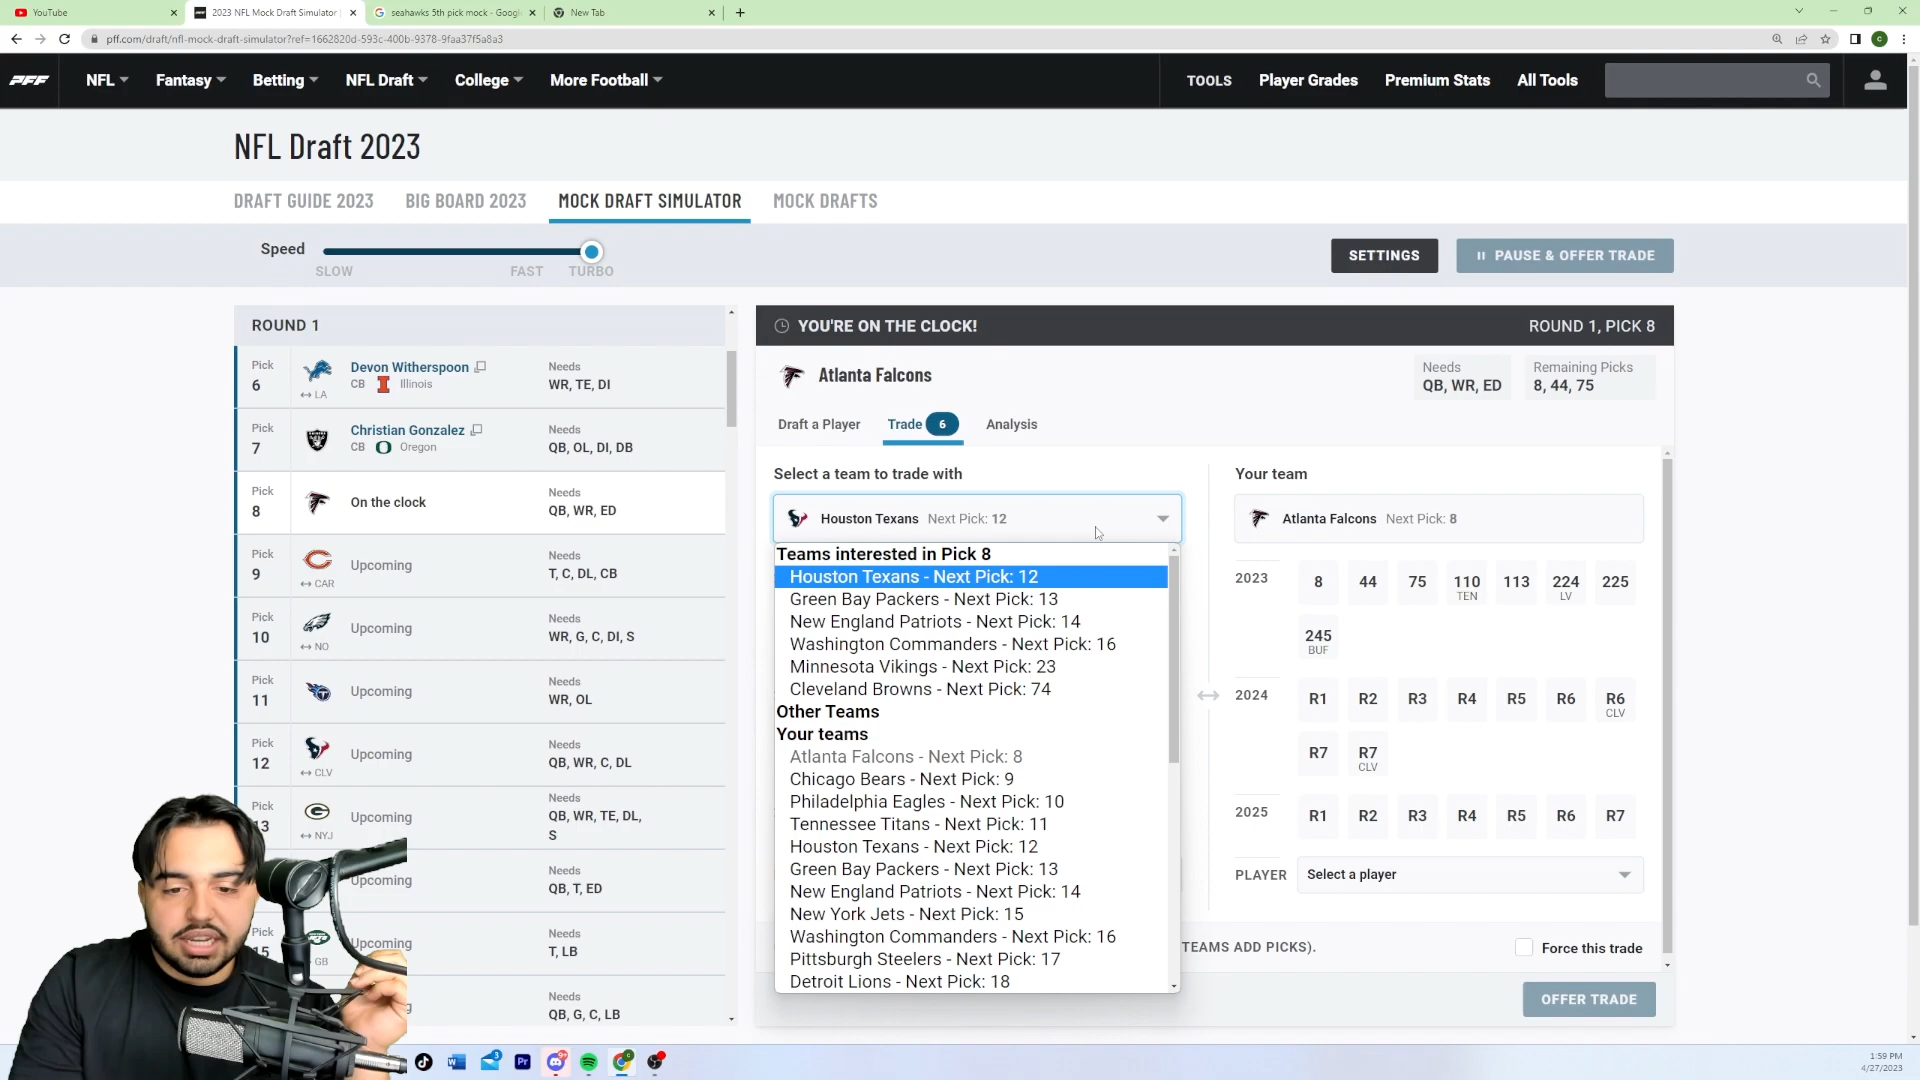 YouTube
2023 NFL Mock Draft Simulator
seahawks 5th pick mock - Google
New Tab
pff.com/draft/nfl-mock-draft-simulator?ref=1662820d-593c-400b-9378-9faa37f5a8a3
PFF
NFL
Fantasy
Betting
NFL Draft
College
More Football
TOOLS
Player Grades
Premium Stats
All Tools
NFL Draft 2023
DRAFT GUIDE 2023
BIG BOARD 2023
MOCK DRAFT SIMULATOR
MOCK DRAFTS
Speed
SLOW
FAST
TURBO
SETTINGS
PAUSE & OFFER TRADE
ROUND 1
Pick
6
LA
Devon Witherspoon
CB Illinois
Needs
WR, TE, DI
Pick
7
Christian Gonzalez
CB Oregon
Needs
QB, OL, DI, DB
Pick
8
On the clock
Needs
QB, WR, ED
Pick
9
CAR
Upcoming
Needs
T, C, DL, CB
Pick
10
NO
Upcoming
Needs
WR, G, C, DI, S
Pick
11
Upcoming
Needs
WR, OL
Pick
12
CLV
Upcoming
Needs
QB, WR, C, DL
Pick
13
NYJ
Upcoming
Needs
QB, WR, TE, DL,
S
Upcoming
Needs
QB, T, ED
Pick
15
GB
Upcoming
Needs
T, LB
Needs
QB, G, C, LB
YOU'RE ON THE CLOCK!
ROUND 1, PICK 8
Atlanta Falcons
Needs
QB, WR, ED
Remaining Picks
8, 44, 75
Draft a Player
Trade 6
Analysis
Select a team to trade with
Houston Texans Next Pick: 12
Teams interested in Pick 8
Houston Texans - Next Pick: 12
Green Bay Packers - Next Pick: 13
New England Patriots - Next Pick: 14
Washington Commanders - Next Pick: 16
Minnesota Vikings - Next Pick: 23
Cleveland Browns - Next Pick: 74
Other Teams
Your teams
Atlanta Falcons - Next Pick: 8
Chicago Bears - Next Pick: 9
Philadelphia Eagles - Next Pick: 10
Tennessee Titans - Next Pick: 11
Houston Texans - Next Pick: 12
Green Bay Packers - Next Pick: 13
New England Patriots - Next Pick: 14
New York Jets - Next Pick: 15
Washington Commanders - Next Pick: 16
Pittsburgh Steelers - Next Pick: 17
Detroit Lions - Next Pick: 18
Your team
Atlanta Falcons Next Pick: 8
2023 8 44 75 110 113 224 225
TEN LV
245
BUF
2024 R1 R2 R3 R4 R5 R6 R6
CLV
R7 R7
CLV
2025 R1 R2 R3 R4 R5 R6 R7
PLAYER Select a player
TEAMS ADD PICKS).
Force this trade
OFFER TRADE
1:59 PM
4/27/2023